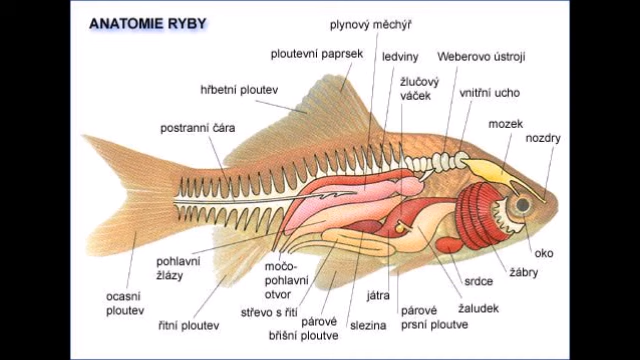 ANATOMIE RYBY
plynový měchýř
ploutevní paprsek
ledviny
Weberovo ústrojí
žlučový
váček
hřbetní ploutev
vnitřní ucho
postranní čára
mozek
nozdry
pohlavní
žlázy
močo-
pohlavní
otvor
oko
žábry
srdce
ocasní
ploutev
játra
žaludek
střevo s řití
párové
prsní ploutve
řitní ploutev
párové
břišní ploutve
slezina